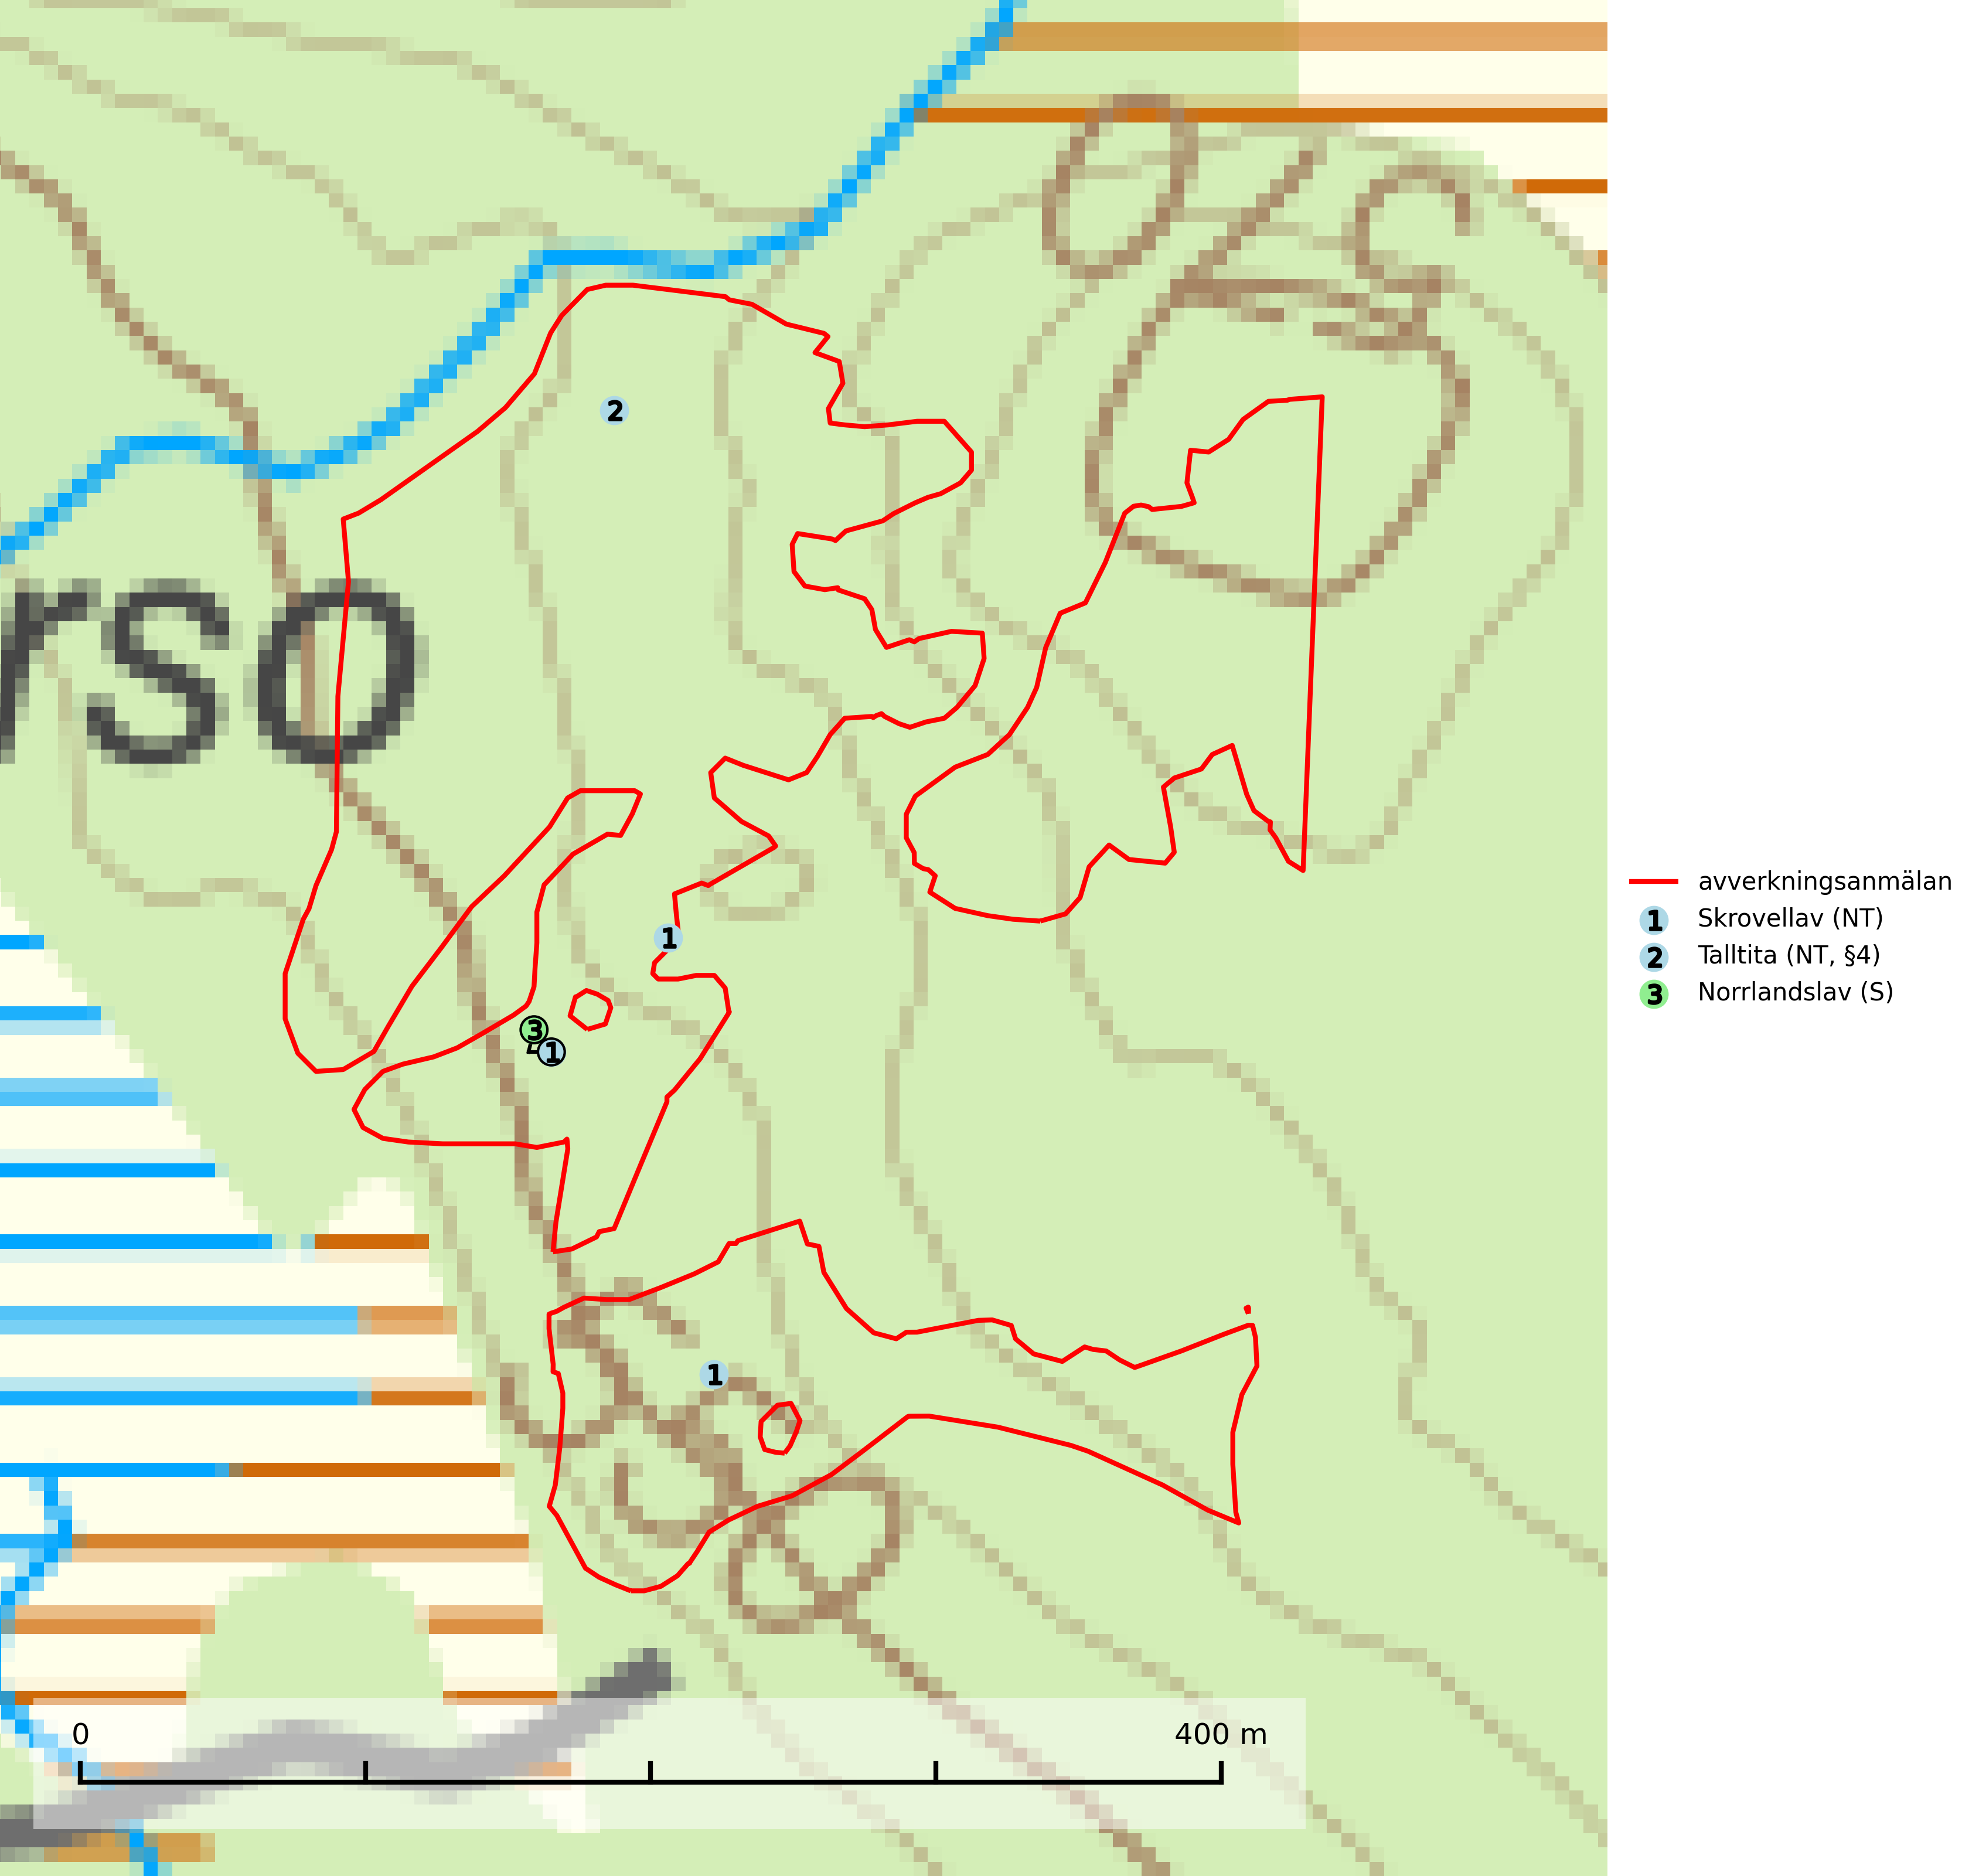 2
rso
1
3
1
1
0
400 m
avverkningsanmälan
1 Skrovellav (NT)
2 Talltita (NT, §4)
3 Norrlandslav (S)